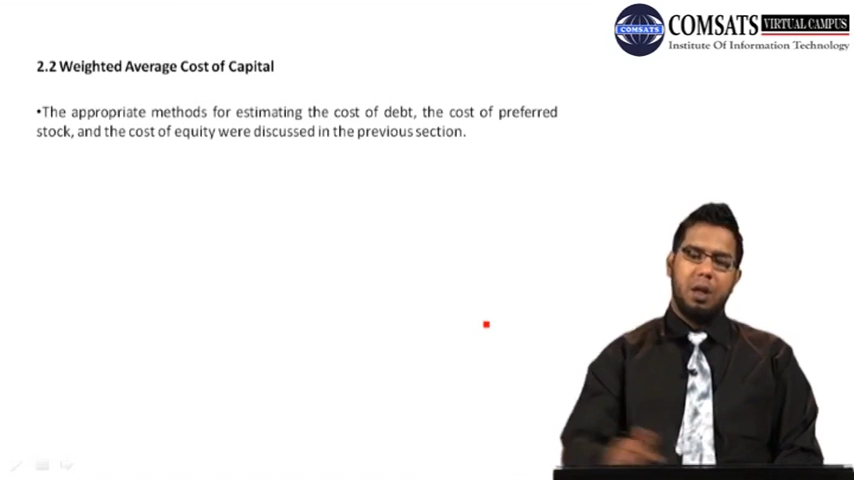 COMSATS VIRTUAL CAMPUS
COMSATS
Institute Of Information Technology
2.2 Weighted Average Cost of Capital
•The appropriate methods for estimating the cost of debt, the cost of preferred
stock, and the cost of equity were discussed in the previous section.